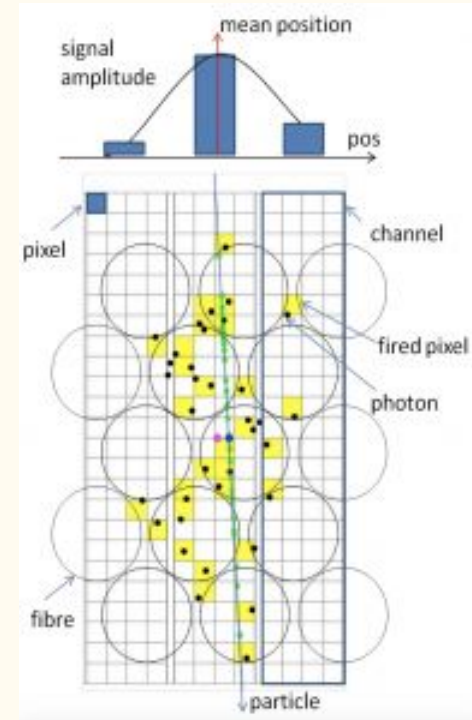 mean position
signal
amplitude
pos
pixel
channel
fired pixel
photon
fibre
particle